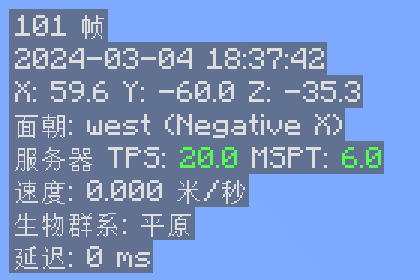 101 帧
2024-03-04 18:37:42
X: 59.6 Y: -60.0 Z: -35.3
面朝: west (Negative X)
服务器 TPS: 20.0 MSPT: 6.0
速度: 0.000 米/秒
生物群系: 平原
延迟: 0 ms